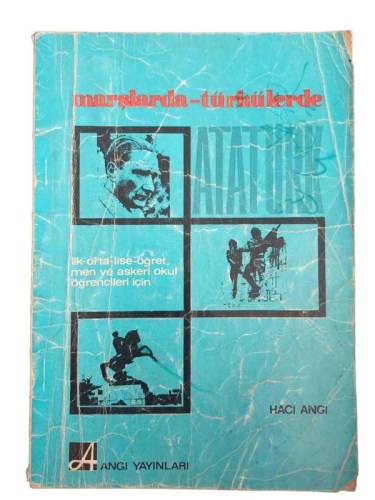 marşlarda-türkülerde
ATATÜRK
ilk-orta-lise-öğret
men ve askeri okul
öğrencileri için
HACI ANGI
A
ANGI YAYINLARI